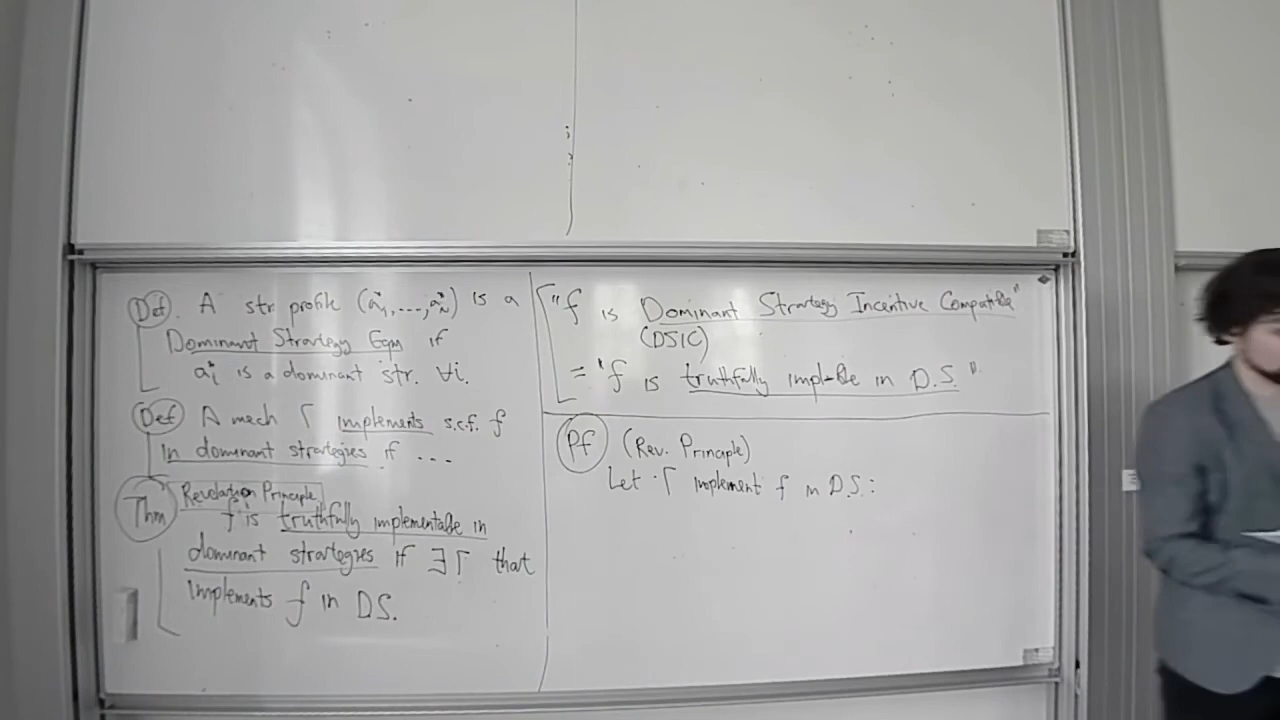 Def. A str profile (a*₁,...,a*_N) is a
Dominant Strategy Eqm if
a*ᵢ is a dominant str. ∀i.
Def A mech Γ implements s.c.f. f
in dominant strategies if ...
Thm Revelation Principle
f is truthfully implementable in
dominant strategies if ∃Γ that
implements f in D.S.
"f is Dominant Strategy Incentive Compatible"
(DSIC)
= "f is truthfully impl-ble in D.S."
Pf (Rev. Principle)
Let Γ implement f in D.S: